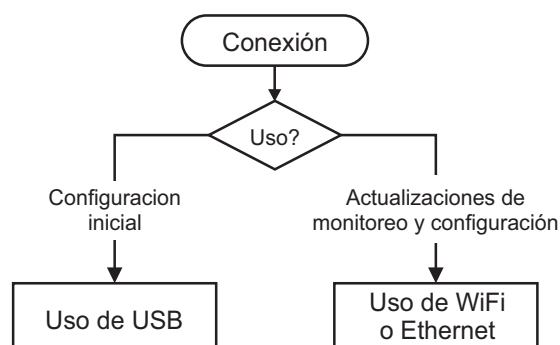 Conexión
Uso?
Configuracion
inicial
Actualizaciones de
monitoreo y configuración
Uso de USB
Uso de WiFi
o Ethernet